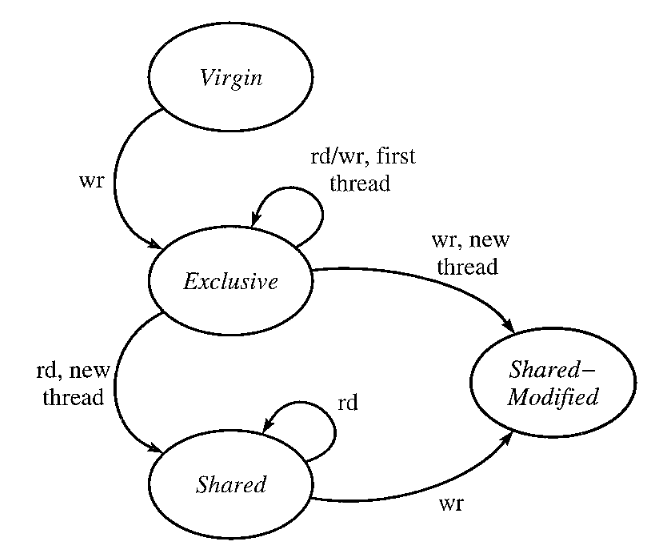 Virgin
rd/wr, first
thread
wr
wr, new
thread
Exclusive
rd, new
thread
Shared–
Modified
rd
Shared
wr